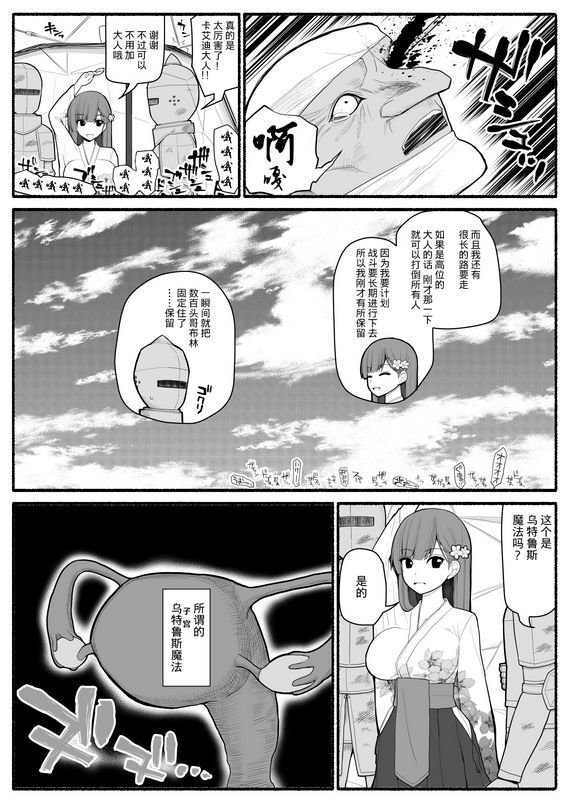 啊
嘎
真的是
太厉害了!
卡艾迪大人!!
谢谢
不过可以
不用加
大人哦
而且我还有
很长的路要走
如果是高位的
大人的话 刚才那一下
就可以打倒所有人
因为我要计划
战斗要长期进行下去
所以我刚才有所保留
一瞬间就把
数百头哥布林
固定住了
……保留
ゴクリ
这个是
乌特鲁斯
魔法吗?
是的
所谓的
子宫
乌特鲁斯魔法